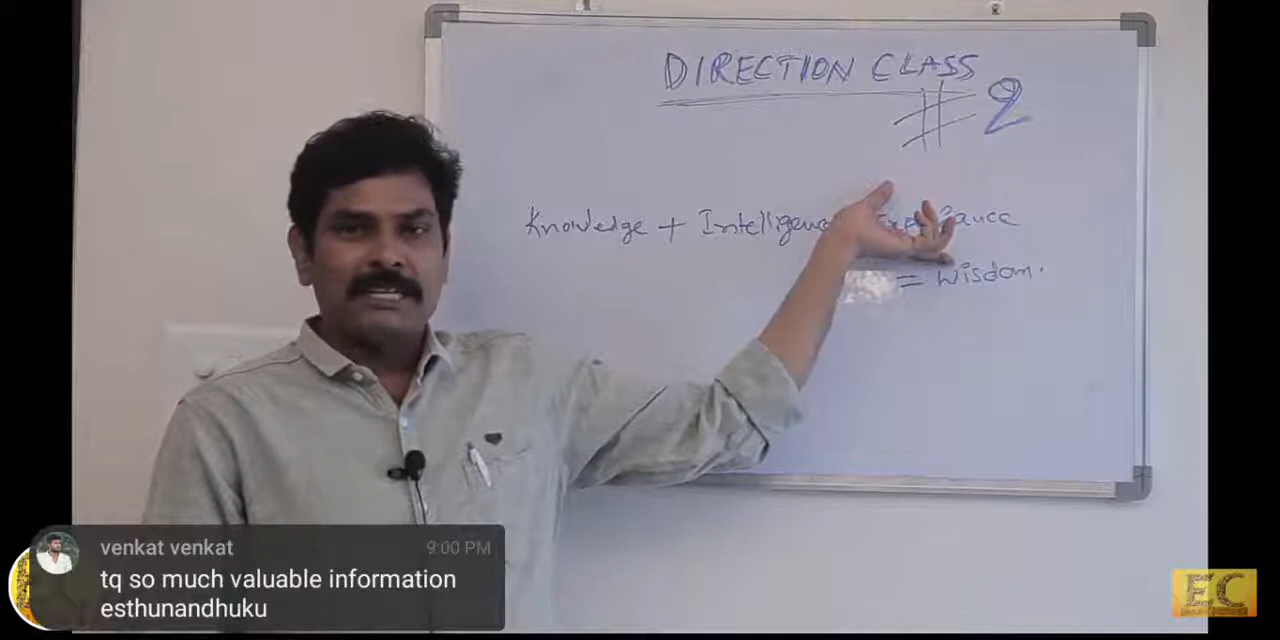 DIRECTION CLASS
# 2
Knowledge + Intelligence
= Wisdom.
venkat venkat 9:00 PM
tq so much valuable information
esthunandhuku
EC